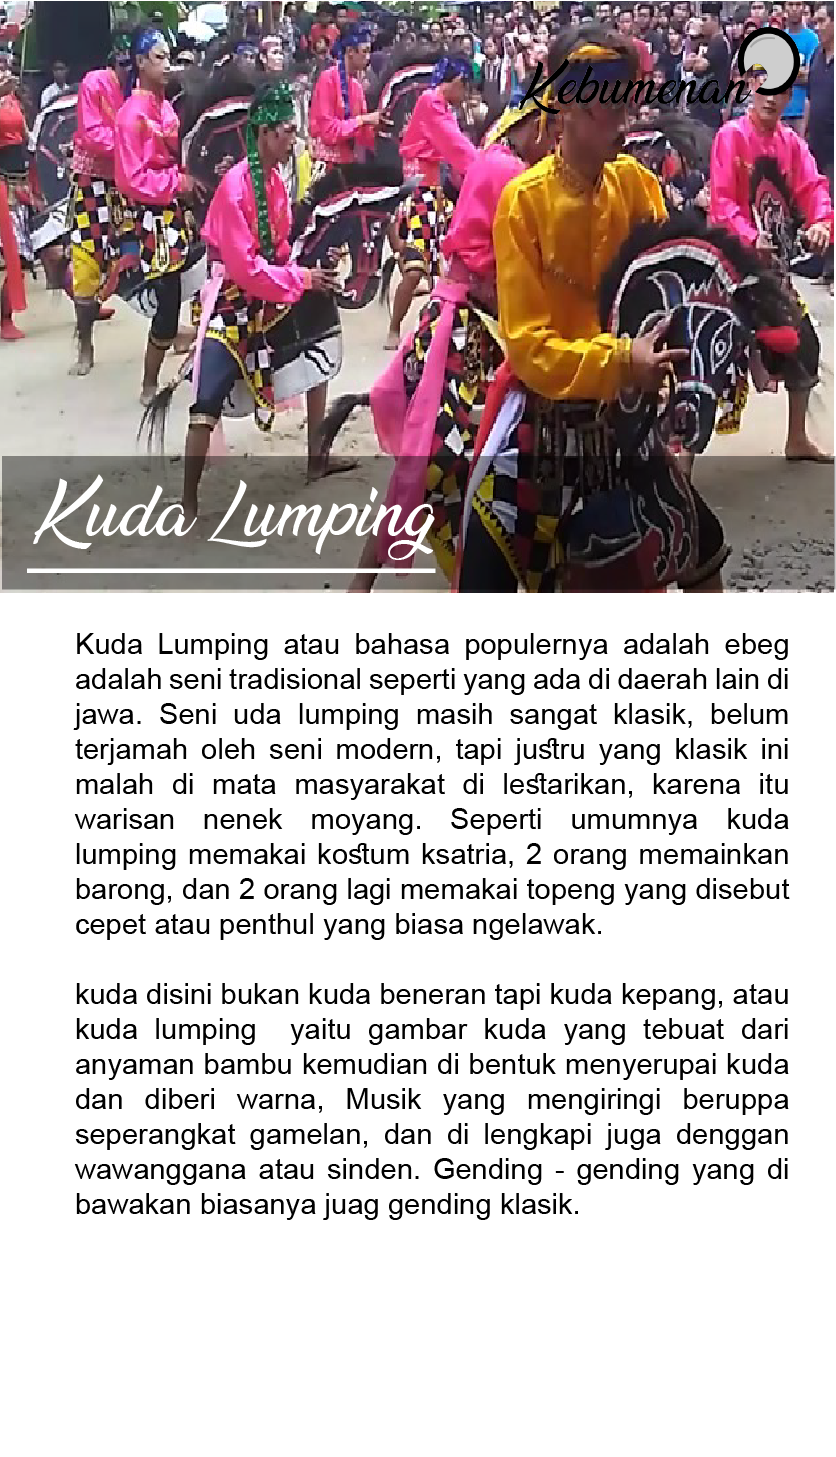 Kebumenan
Kuda Lumping
Kuda Lumping atau bahasa populernya adalah ebeg
adalah seni tradisional seperti yang ada di daerah lain di
jawa. Seni uda lumping masih sangat klasik, belum
terjamah oleh seni modern, tapi justru yang klasik ini
malah di mata masyarakat di lestarikan, karena itu
warisan nenek moyang. Seperti umumnya kuda
lumping memakai kostum ksatria, 2 orang memainkan
barong, dan 2 orang lagi memakai topeng yang disebut
cepet atau penthul yang biasa ngelawak.
kuda disini bukan kuda beneran tapi kuda kepang, atau
kuda lumping yaitu gambar kuda yang tebuat dari
anyaman bambu kemudian di bentuk menyerupai kuda
dan diberi warna, Musik yang mengiringi beruppa
seperangkat gamelan, dan di lengkapi juga denggan
wawanggana atau sinden. Gending - gending yang di
bawakan biasanya juag gending klasik.